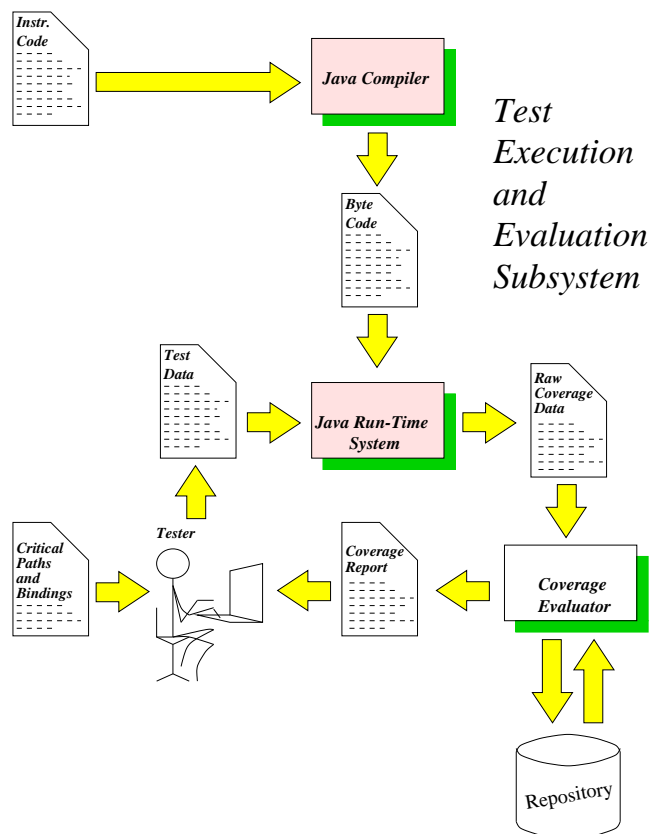 Instr.
Code
Java Compiler
Test
Execution
and
Evaluation
Subsystem
Byte
Code
Test
Data
Java Run-Time
System
Raw
Coverage
Data
Critical
Paths
and
Bindings
Tester
Coverage
Report
Coverage
Evaluator
Repository